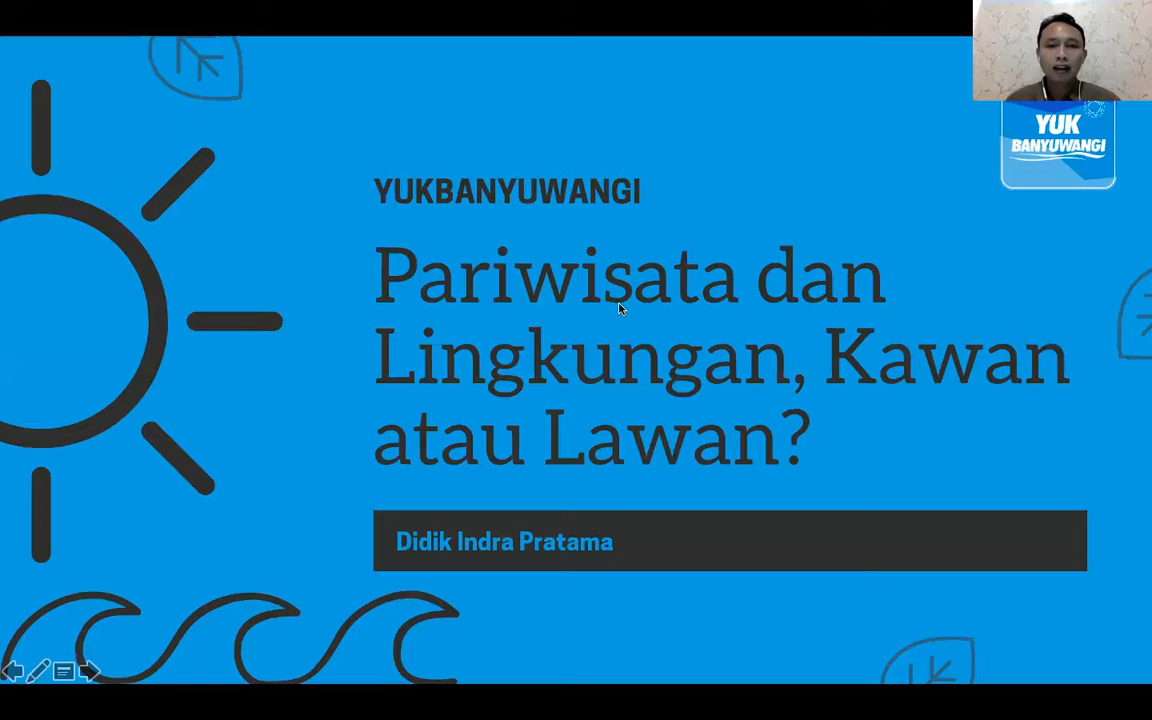 YUK
BANYUWANGI
YUKBANYUWANGI
Pariwisata dan
Lingkungan, Kawan
atau Lawan?
Didik Indra Pratama